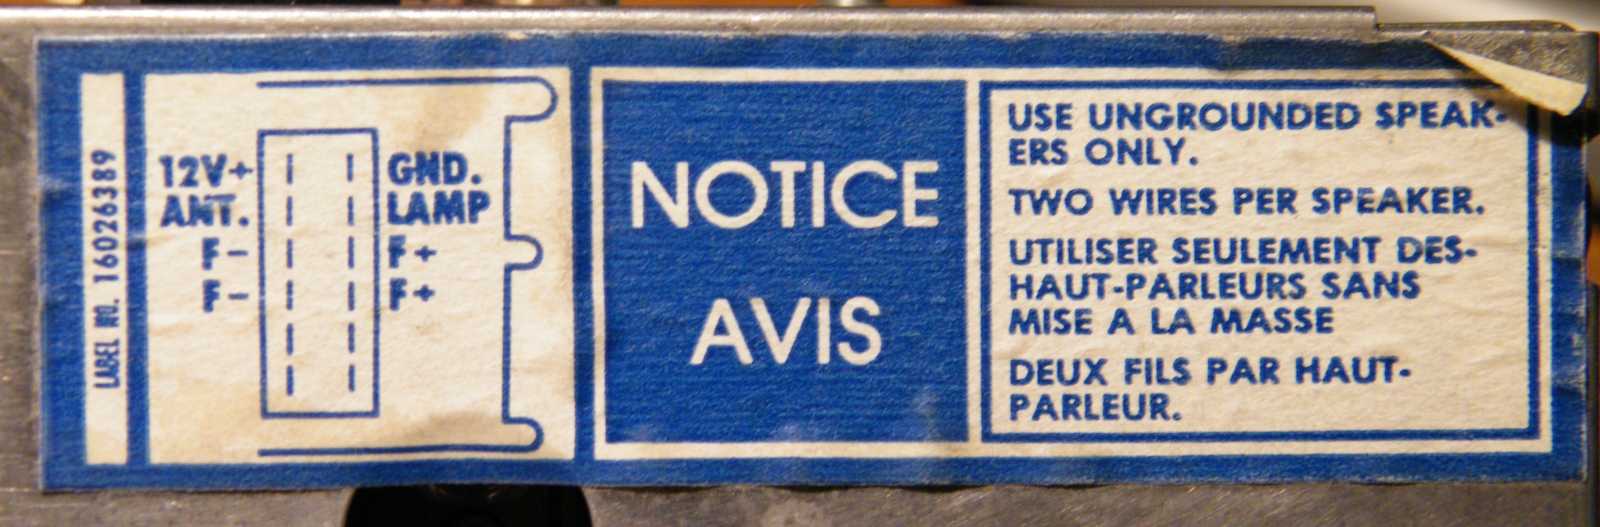 LABEL NO. 16026389
12V+ GND.
ANT. LAMP
F- F+
F- F+
NOTICE
AVIS
USE UNGROUNDED SPEAK-
ERS ONLY.
TWO WIRES PER SPEAKER.
UTILISER SEULEMENT DES-
HAUT-PARLEURS SANS
MISE A LA MASSE
DEUX FILS PAR HAUT-
PARLEUR.